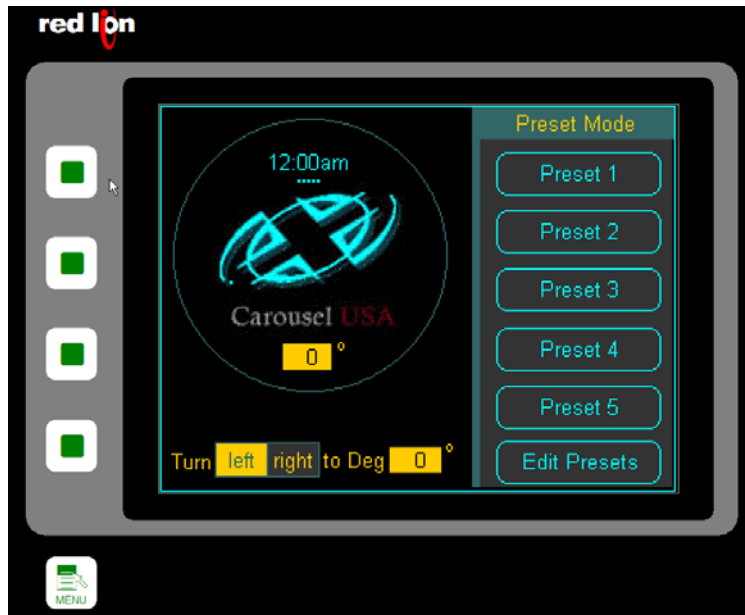 red lion
Preset Mode
12:00am
Preset 1
Preset 2
Preset 3
Carousel USA
0 °
Preset 4
Preset 5
Turn left right to Deg 0 °
Edit Presets
MENU